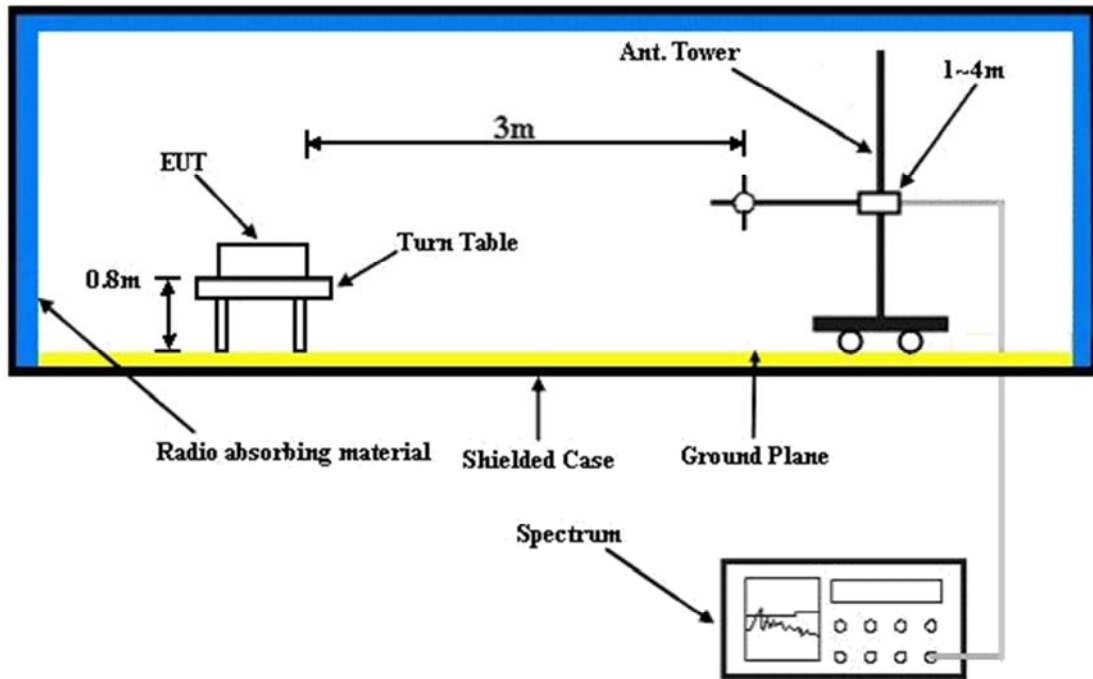 Ant. Tower
1~4m
3m
EUT
Turn Table
0.8m
Radio absorbing material
Shielded Case
Ground Plane
Spectrum